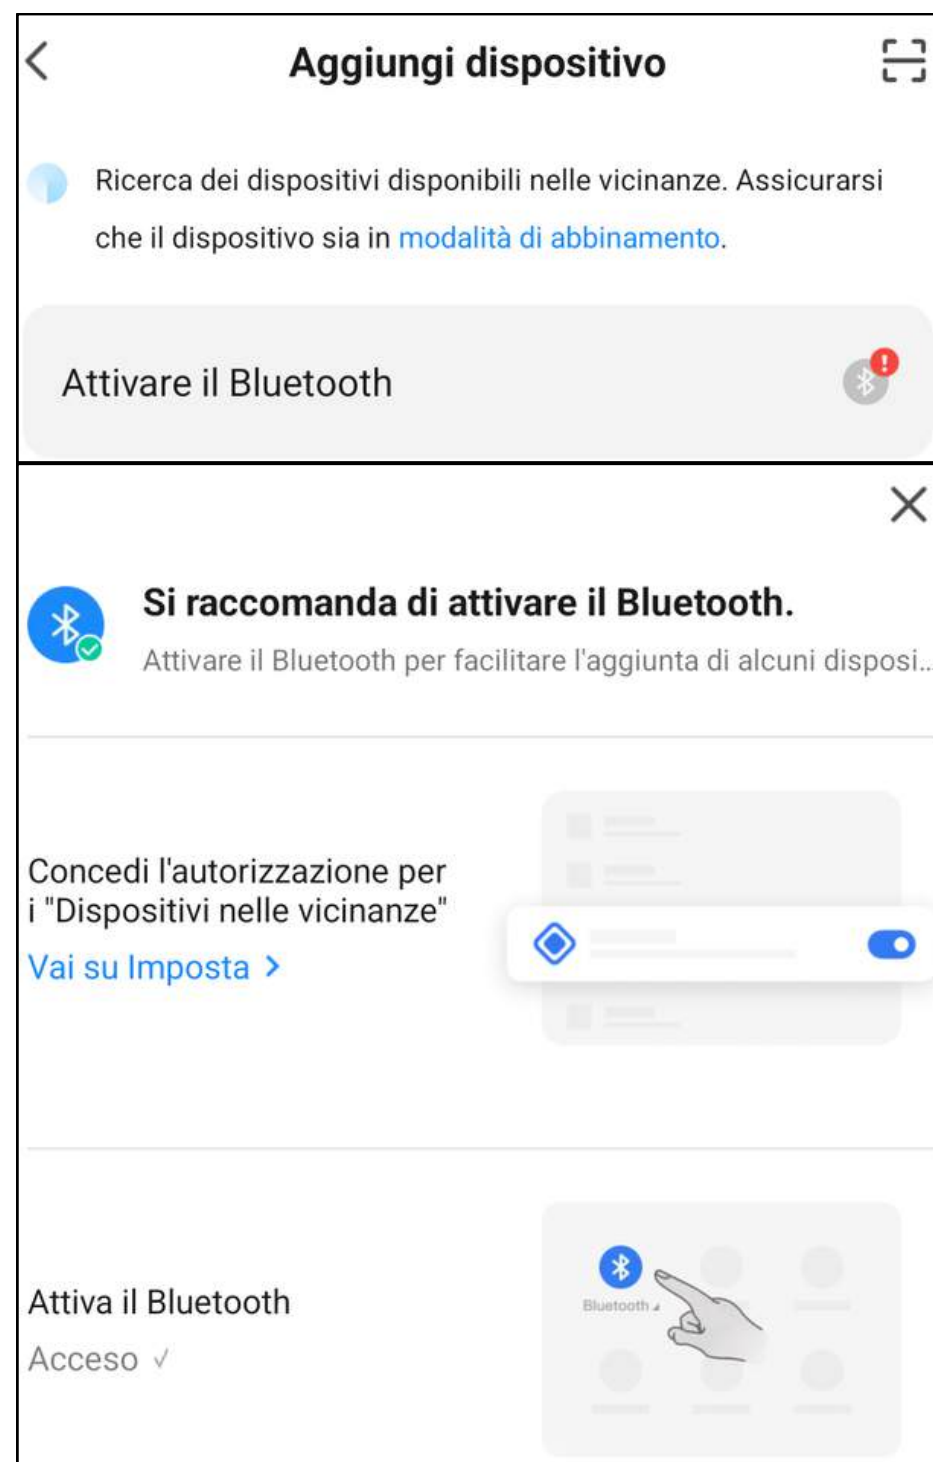 Aggiungi dispositivo
Ricerca dei dispositivi disponibili nelle vicinanze. Assicurarsi
che il dispositivo sia in modalità di abbinamento.
Attivare il Bluetooth
Si raccomanda di attivare il Bluetooth.
Attivare il Bluetooth per facilitare l'aggiunta di alcuni disposi...
Concedi l'autorizzazione per
i "Dispositivi nelle vicinanze"
Vai su Imposta >
Attiva il Bluetooth
Acceso ✓
Bluetooth